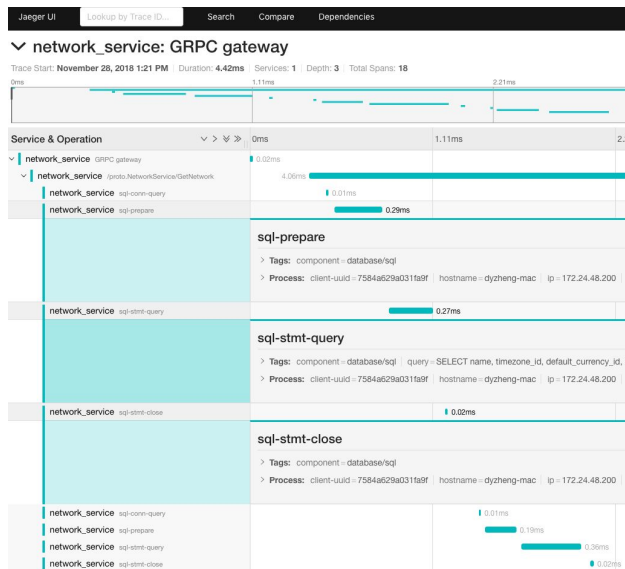 Jaeger UI Lookup by Trace ID... Search Compare Dependencies
network_service: GRPC gateway
Trace Start: November 28, 2018 1:21 PM Duration: 4.42ms Services: 1 Depth: 3 Total Spans: 18
0ms 1.11ms 2.21ms
Service & Operation 0ms 1.11ms 2.
network_service GRPC gateway 0.02ms
network_service /proto.NetworkService/GetNetwork 4.06ms
network_service sql-conn-query 0.01ms
network_service sql-prepare 0.29ms
sql-prepare
Tags: component = database/sql
Process: client-uuid = 7584a629a031fa9f hostname = dyzheng-mac ip = 172.24.48.200
network_service sql-stmt-query 0.27ms
sql-stmt-query
Tags: component = database/sql query = SELECT name, timezone_id, default_currency_id,
Process: client-uuid = 7584a629a031fa9f hostname = dyzheng-mac ip = 172.24.48.200
network_service sql-stmt-close 0.02ms
sql-stmt-close
Tags: component = database/sql
Process: client-uuid = 7584a629a031fa9f hostname = dyzheng-mac ip = 172.24.48.200
network_service sql-conn-query 0.01ms
network_service sql-prepare 0.19ms
network_service sql-stmt-query 0.36ms
network_service sql-stmt-close 0.02ms